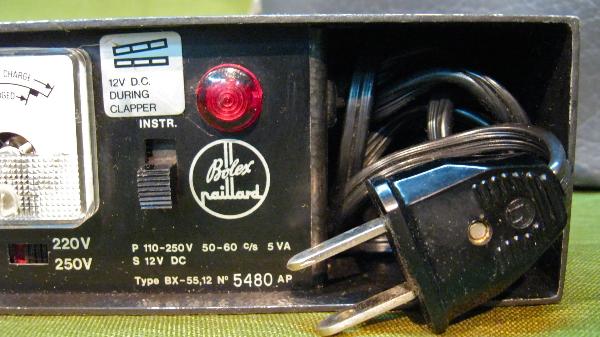 CHARGE
12V D.C.
DURING
CLAPPER
INSTR.
Bolex
paillard
220V
250V
P 110-250V 50-60 c/s 5 VA
S 12V DC
Type BX-55,12 Nº 5480 AP